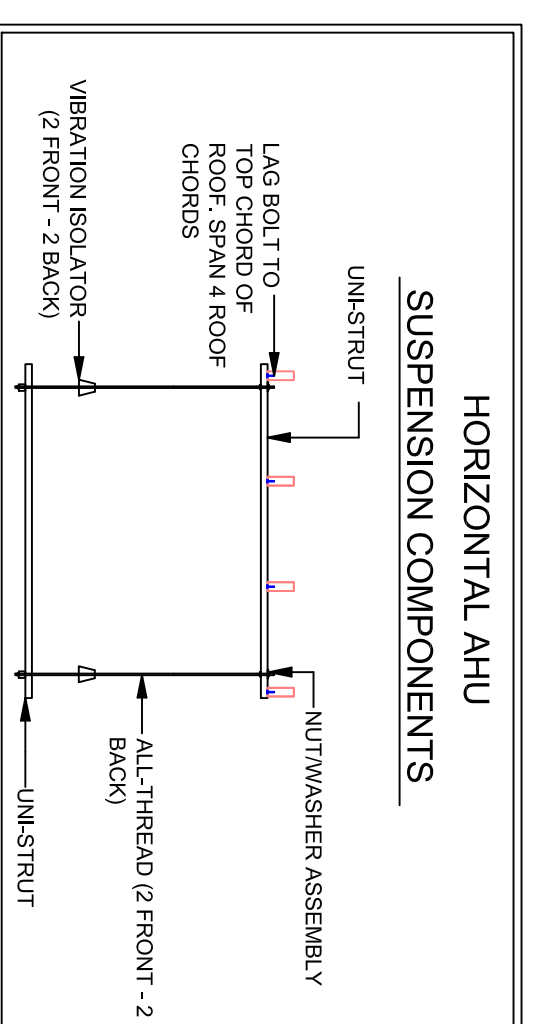 HORIZONTAL AHU
SUSPENSION COMPONENTS
UNI-STRUT
LAG BOLT TO
TOP CHORD OF
ROOF. SPAN 4 ROOF
CHORDS
NUT/WASHER ASSEMBLY
VIBRATION ISOLATOR
(2 FRONT - 2 BACK)
ALL-THREAD (2 FRONT - 2
BACK)
UNI-STRUT